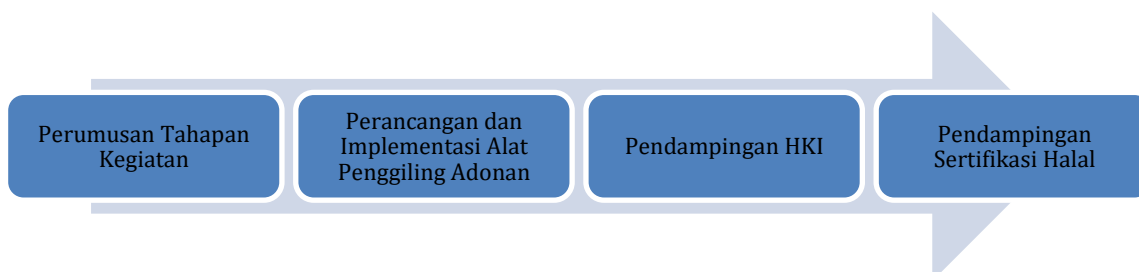 Perumusan Tahapan
Kegiatan
Perancangan dan
Implementasi Alat
Penggiling Adonan
Pendampingan HKI
Pendampingan
Sertifikasi Halal